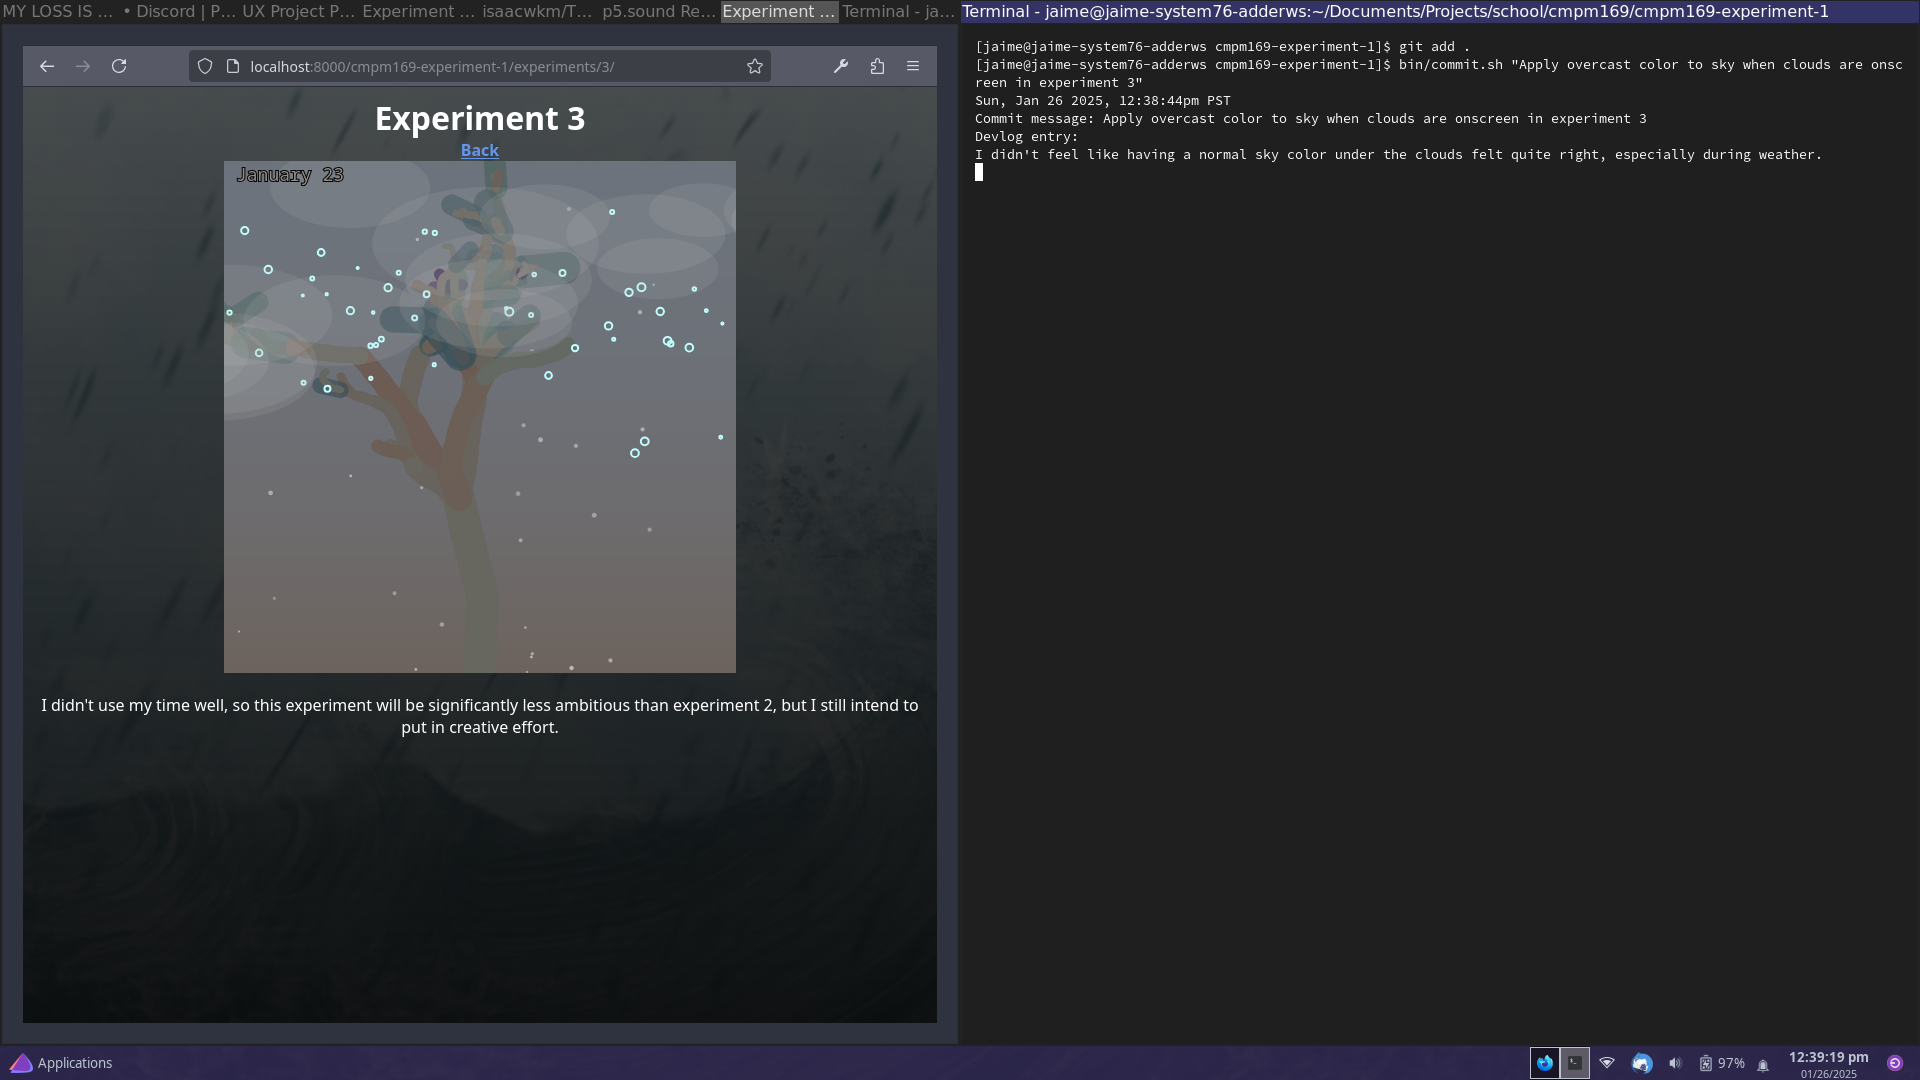 MY LOSS IS ...
• Discord | P...
UX Project P...
Experiment ...
isaacwkm/T...
p5.sound Re...
Experiment ...
Terminal - ja...
Terminal - jaime@jaime-system76-adderws:~/Documents/Projects/school/cmpm169/cmpm169-experiment-1
localhost:8000/cmpm169-experiment-1/experiments/3/
Experiment 3
Back
January 23
I didn't use my time well, so this experiment will be significantly less ambitious than experiment 2, but I still intend to
put in creative effort.
[jaime@jaime-system76-adderws cmpm169-experiment-1]$ git add .
[jaime@jaime-system76-adderws cmpm169-experiment-1]$ bin/commit.sh "Apply overcast color to sky when clouds are onsc
reen in experiment 3"
Sun, Jan 26 2025, 12:38:44pm PST
Commit message: Apply overcast color to sky when clouds are onscreen in experiment 3
Devlog entry:
I didn't feel like having a normal sky color under the clouds felt quite right, especially during weather.
Applications
97%
12:39:19 pm
01/26/2025